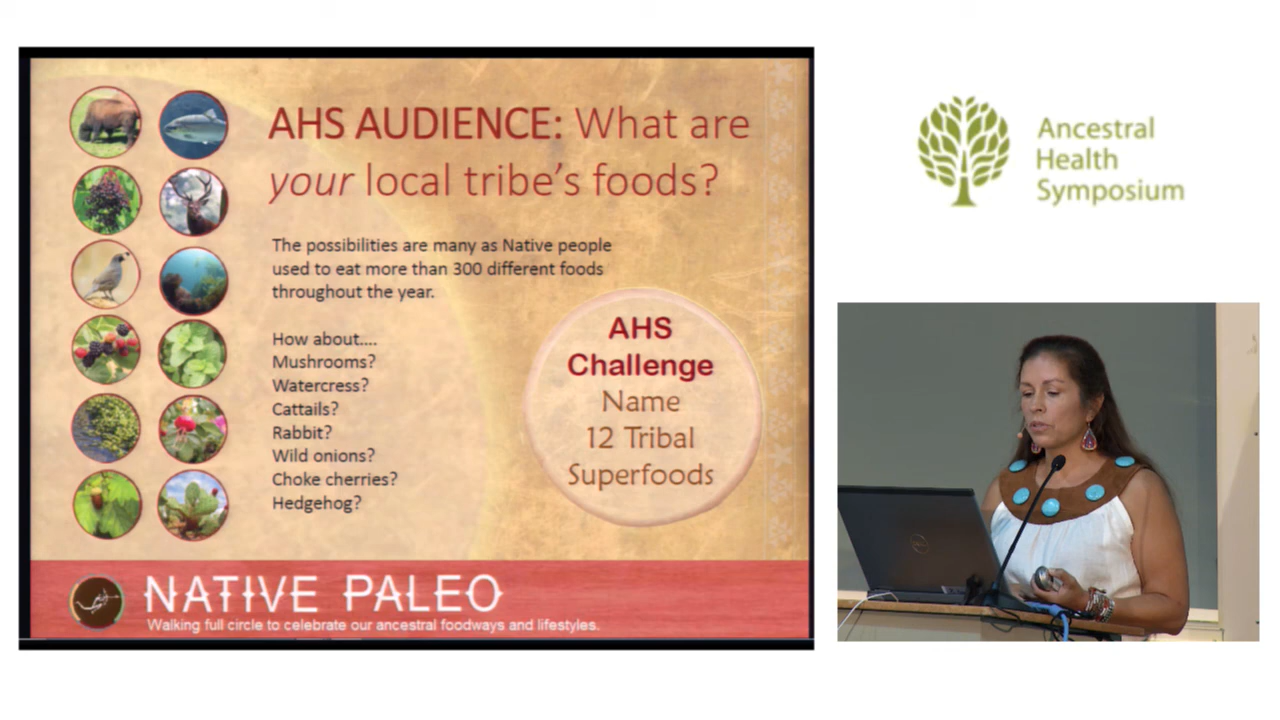 AHS AUDIENCE: What are
your local tribe's foods?
The possibilities are many as Native people
used to eat more than 300 different foods
throughout the year.
How about....
Mushrooms?
Watercress?
Cattails?
Rabbit?
Wild onions?
Choke cherries?
Hedgehog?
AHS
Challenge
Name
12 Tribal
Superfoods
NATIVE PALEO
Walking full circle to celebrate our ancestral foodways and lifestyles.
Ancestral
Health
Symposium